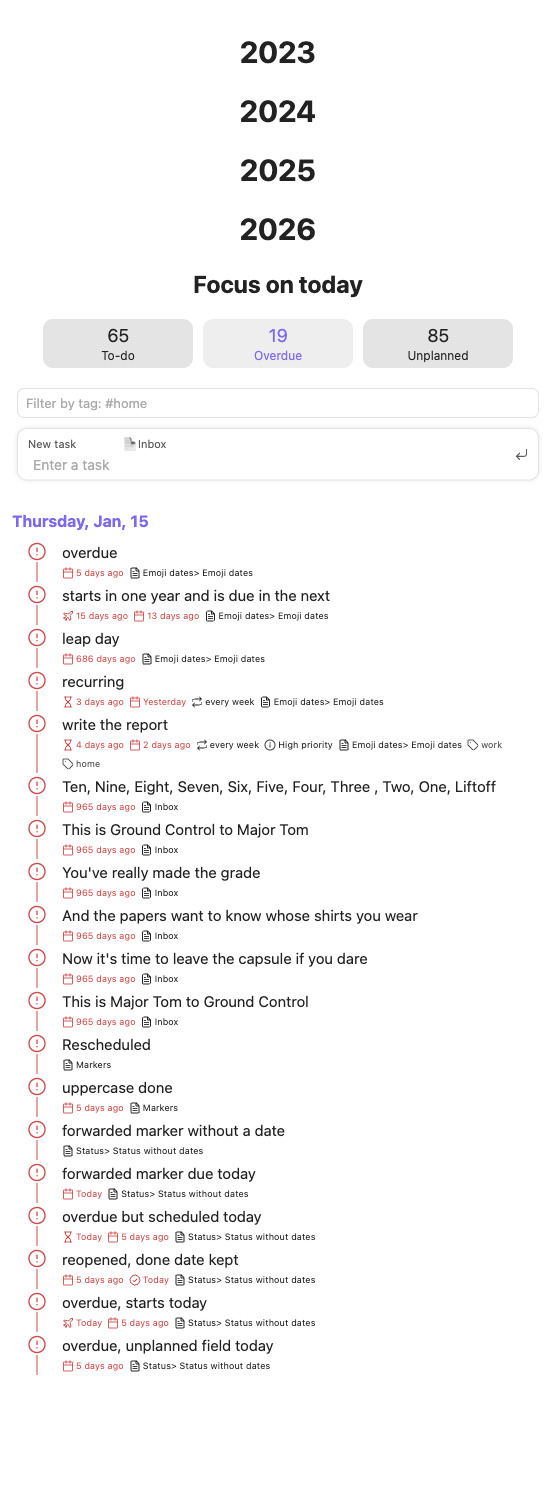 2023
2024
2025
2026
Focus on today
65 19 85
To-do Overdue Unplanned
Filter by tag: #home
New task Inbox
Enter a task
Thursday, Jan, 15
overdue
5 days ago Emoji dates> Emoji dates
starts in one year and is due in the next
15 days ago 13 days ago Emoji dates> Emoji dates
leap day
686 days ago Emoji dates> Emoji dates
recurring
3 days ago Yesterday every week Emoji dates> Emoji dates
write the report
4 days ago 2 days ago every week High priority Emoji dates> Emoji dates work
home
Ten, Nine, Eight, Seven, Six, Five, Four, Three , Two, One, Liftoff
965 days ago Inbox
This is Ground Control to Major Tom
965 days ago Inbox
You've really made the grade
965 days ago Inbox
And the papers want to know whose shirts you wear
965 days ago Inbox
Now it's time to leave the capsule if you dare
965 days ago Inbox
This is Major Tom to Ground Control
965 days ago Inbox
Rescheduled
Markers
uppercase done
5 days ago Markers
forwarded marker without a date
Status> Status without dates
forwarded marker due today
Today Status> Status without dates
overdue but scheduled today
Today 5 days ago Status> Status without dates
reopened, done date kept
5 days ago Today Status> Status without dates
overdue, starts today
Today 5 days ago Status> Status without dates
overdue, unplanned field today
5 days ago Status> Status without dates